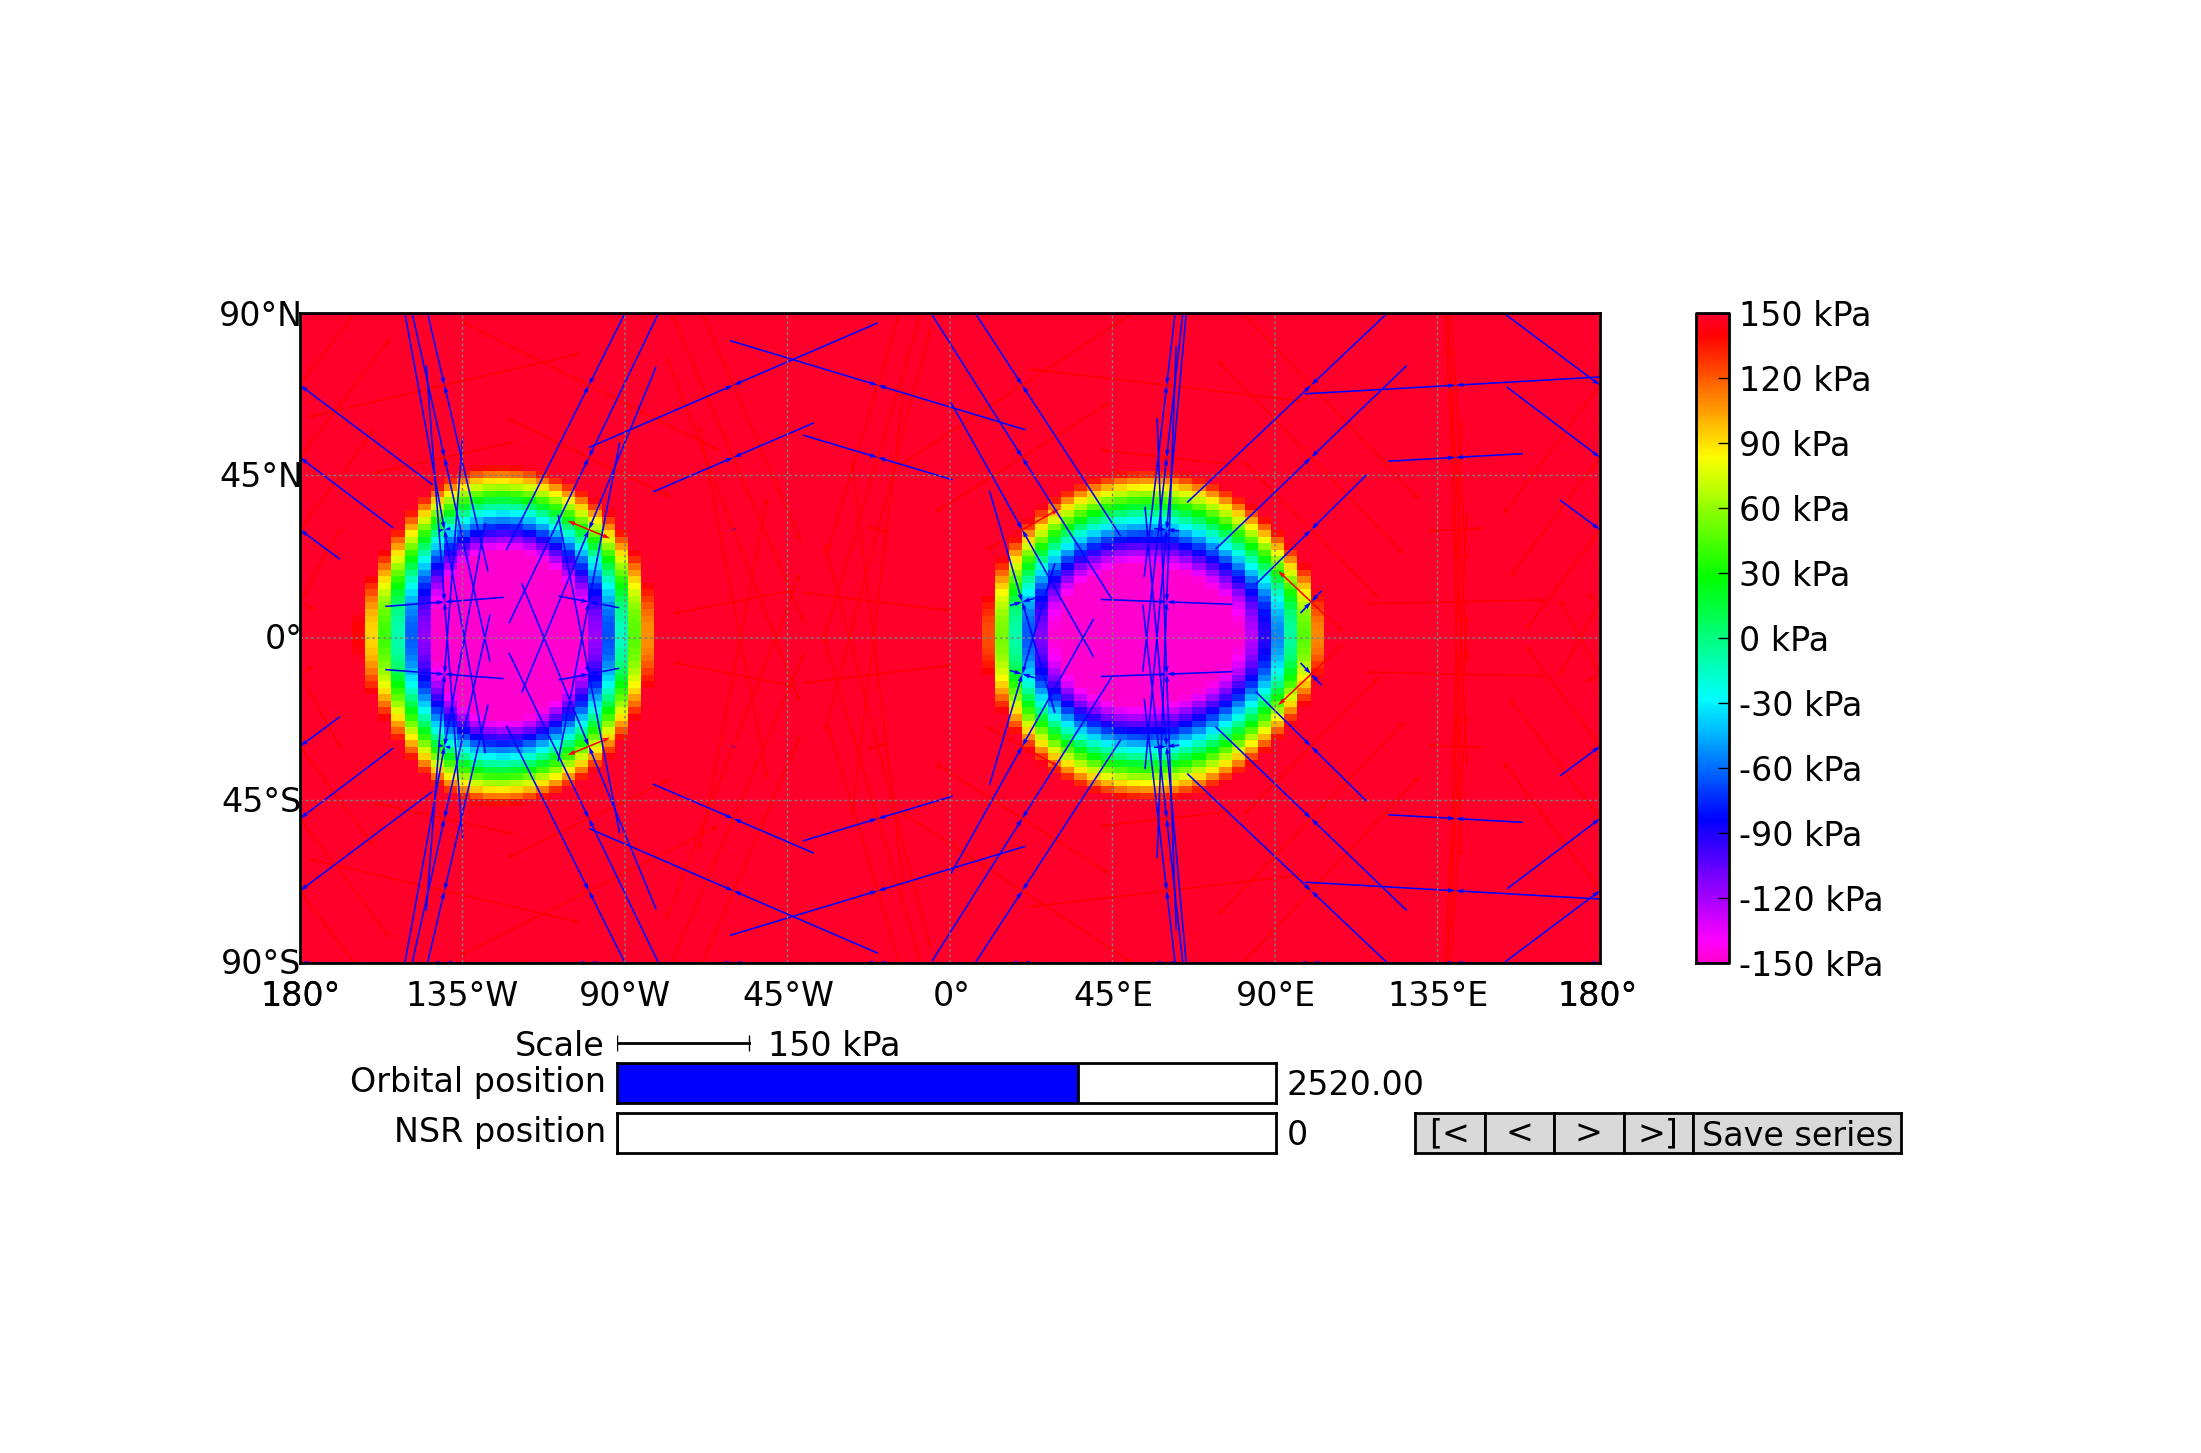 90°N
45°N
0°
45°S
90°S
180° 135°W 90°W 45°W 0° 45°E 90°E 135°E 180°
150 kPa
120 kPa
90 kPa
60 kPa
30 kPa
0 kPa
-30 kPa
-60 kPa
-90 kPa
-120 kPa
-150 kPa
Scale 150 kPa
Orbital position 2520.00
NSR position 0 [< < > >] Save series